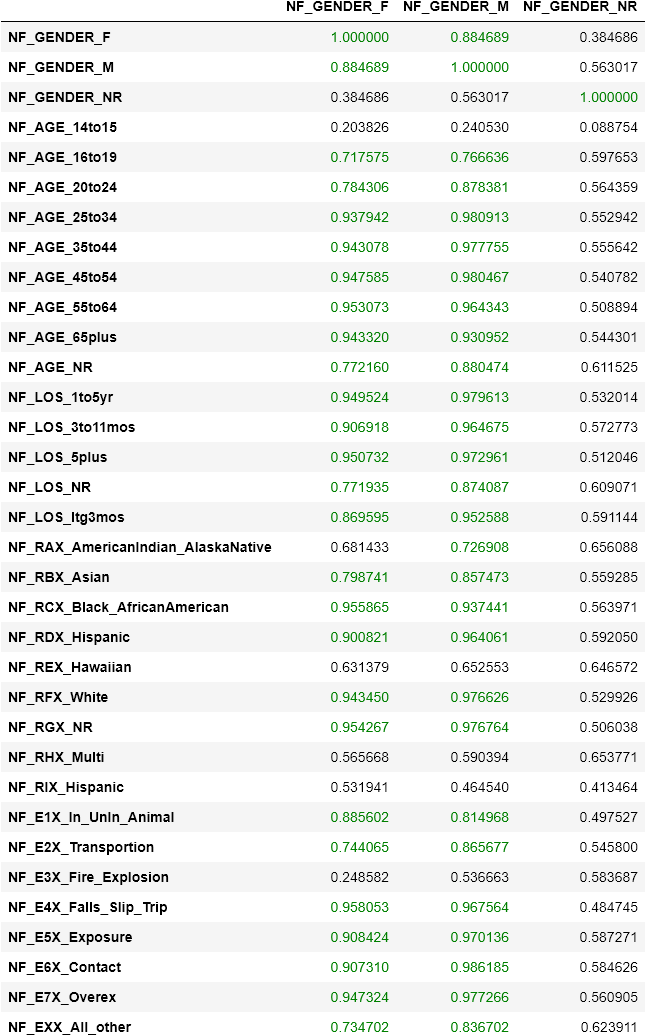 NF_GENDER_F NF_GENDER_M NF_GENDER_NR
NF_GENDER_F 1.000000 0.884689 0.384686
NF_GENDER_M 0.884689 1.000000 0.563017
NF_GENDER_NR 0.384686 0.563017 1.000000
NF_AGE_14to15 0.203826 0.240530 0.088754
NF_AGE_16to19 0.717575 0.766636 0.597653
NF_AGE_20to24 0.784306 0.878381 0.564359
NF_AGE_25to34 0.937942 0.980913 0.552942
NF_AGE_35to44 0.943078 0.977755 0.555642
NF_AGE_45to54 0.947585 0.980467 0.540782
NF_AGE_55to64 0.953073 0.964343 0.508894
NF_AGE_65plus 0.943320 0.930952 0.544301
NF_AGE_NR 0.772160 0.880474 0.611525
NF_LOS_1to5yr 0.949524 0.979613 0.532014
NF_LOS_3to11mos 0.906918 0.964675 0.572773
NF_LOS_5plus 0.950732 0.972961 0.512046
NF_LOS_NR 0.771935 0.874087 0.609071
NF_LOS_ltg3mos 0.869595 0.952588 0.591144
NF_RAX_AmericanIndian_AlaskaNative 0.681433 0.726908 0.656088
NF_RBX_Asian 0.798741 0.857473 0.559285
NF_RCX_Black_AfricanAmerican 0.955865 0.937441 0.563971
NF_RDX_Hispanic 0.900821 0.964061 0.592050
NF_REX_Hawaiian 0.631379 0.652553 0.646572
NF_RFX_White 0.943450 0.976626 0.529926
NF_RGX_NR 0.954267 0.976764 0.506038
NF_RHX_Multi 0.565668 0.590394 0.653771
NF_RIX_Hispanic 0.531941 0.464540 0.413464
NF_E1X_In_UnIn_Animal 0.885602 0.814968 0.497527
NF_E2X_Transportion 0.744065 0.865677 0.545800
NF_E3X_Fire_Explosion 0.248582 0.536663 0.583687
NF_E4X_Falls_Slip_Trip 0.958053 0.967564 0.484745
NF_E5X_Exposure 0.908424 0.970136 0.587271
NF_E6X_Contact 0.907310 0.986185 0.584626
NF_E7X_Overex 0.947324 0.977266 0.560905
NF_EXX_All_other 0.734702 0.836702 0.623911